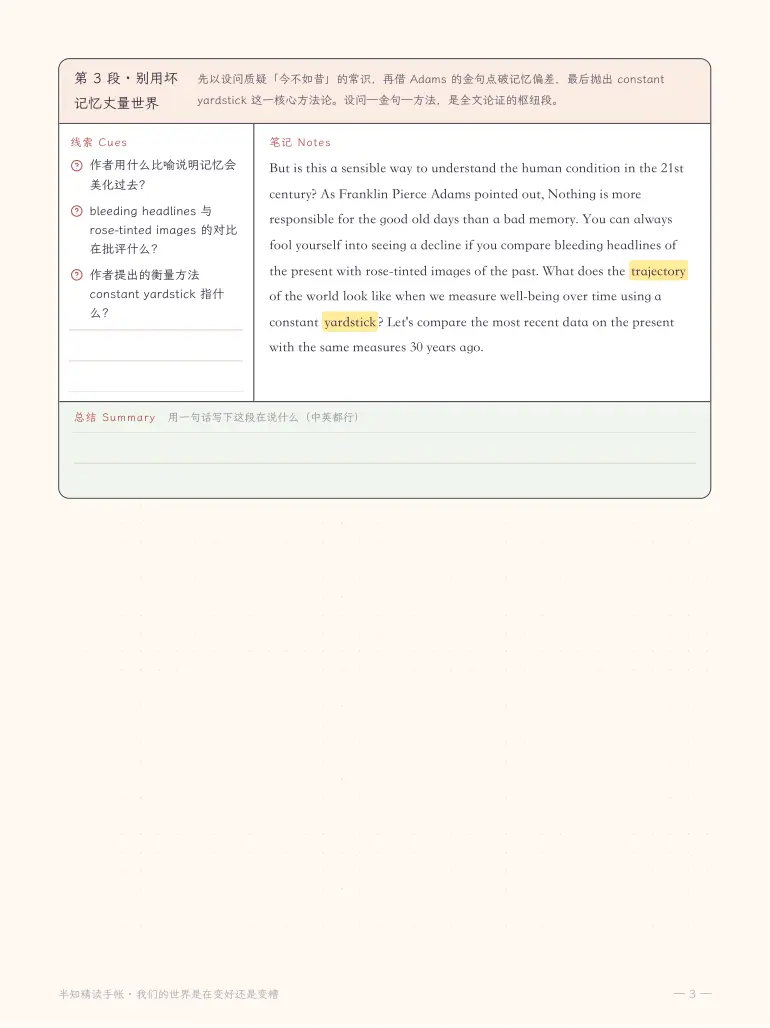 第 3 段·别用坏
记忆丈量世界
先以设问质疑「今不如昔」的常识，再借 Adams 的金句点破记忆偏差，最后抛出 constant
yardstick 这一核心方法论。设问—金句—方法，是全文论证的枢纽段。
线索 Cues
作者用什么比喻说明记忆会
美化过去？
bleeding headlines 与
rose-tinted images 的对比
在批评什么？
作者提出的衡量方法
constant yardstick 指什
么？
笔记 Notes
But is this a sensible way to understand the human condition in the 21st
century? As Franklin Pierce Adams pointed out, Nothing is more
responsible for the good old days than a bad memory. You can always
fool yourself into seeing a decline if you compare bleeding headlines of
the present with rose-tinted images of the past. What does the trajectory
of the world look like when we measure well-being over time using a
constant yardstick? Let's compare the most recent data on the present
with the same measures 30 years ago.
总结 Summary 用一句话写下这段在说什么（中英都行）
半知精读手帐·我们的世界是在变好还是变糟
— 3 —